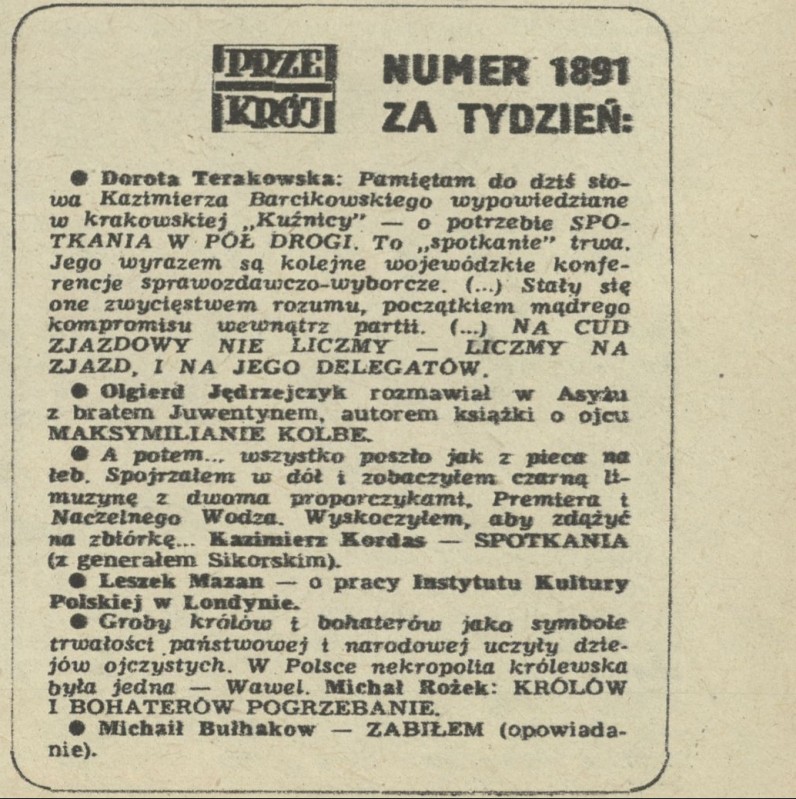 PRZE
KRÓJ
NUMER 1891
ZA TYDZIEŃ:
● Dorota Terakowska: Pamiętam do dziś sło-
wa Kazimierza Barcikowskiego wypowiedziane
w krakowskiej „Kuźnicy” — o potrzebie SPO-
TKANIA W PÓŁ DROGI. To „spotkanie” trwa.
Jego wyrazem są kolejne wojewódzkie konfe-
rencje sprawozdawczo-wyborcze. (...) Stały się
one zwycięstwem rozumu, początkiem mądrego
kompromisu wewnątrz partii. (...) NA CUD
ZJAZDOWY NIE LICZMY — LICZMY NA
ZJAZD, I NA JEGO DELEGATÓW.
● Olgierd Jędrzejczyk rozmawiał w Asyżu
z bratem Juwentynem, autorem książki o ojcu
MAKSYMILIANIE KOLBE.
● A potem... wszystko poszło jak z pieca na
łeb. Spojrzałem w dół i zobaczyłem czarną li-
muzynę z dwoma proporczykami. Premiera i
Naczelnego Wodza. Wyskoczyłem, aby zdążyć
na zbiórkę... Kazimierz Kordas — SPOTKANIA
(z generałem Sikorskim).
● Leszek Mazan — o pracy Instytutu Kultury
Polskiej w Londynie.
● Groby królów i bohaterów jako symbole
trwałości państwowej i narodowej uczyły dzie-
jów ojczystych. W Polsce nekropolia królewska
była jedna — Wawel. Michał Rożek: KRÓLÓW
I BOHATERÓW POGRZEBANIE.
● Michaił Bułhakow — ZABIŁEM (opowiada-
nie).